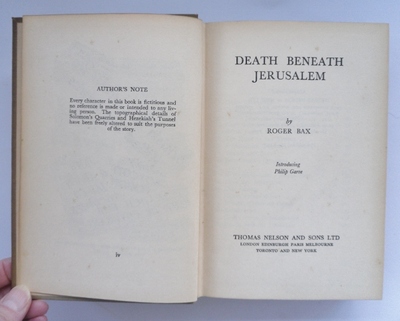 AUTHOR'S NOTE
Every character in this book is fictitious and
no reference is made or intended to any liv-
ing person. The topographical details of
Solomon's Quarries and Hezekiah's Tunnel
have been freely altered to suit the purposes
of the story.
DEATH BENEATH
JERUSALEM
by
ROGER BAX
Introducing
Philip Garve
THOMAS NELSON AND SONS LTD
LONDON EDINBURGH PARIS MELBOURNE
TORONTO AND NEW YORK